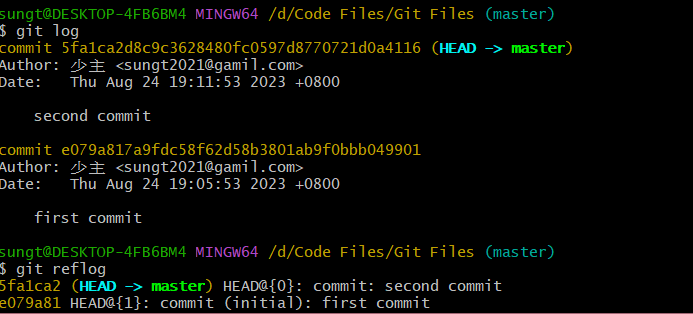 sungt@DESKTOP-4FB6BM4 MINGW64 /d/Code Files/Git Files (master)
$ git log
commit 5fa1ca2d8c9c3628480fc0597d8770721d0a4116 (HEAD -> master)
Author: 少主 <sungt2021@gamil.com>
Date:   Thu Aug 24 19:11:53 2023 +0800
    second commit
commit e079a817a9fdc58f62d58b3801ab9f0bbb049901
Author: 少主 <sungt2021@gamil.com>
Date:   Thu Aug 24 19:05:53 2023 +0800
    first commit
sungt@DESKTOP-4FB6BM4 MINGW64 /d/Code Files/Git Files (master)
$ git reflog
5fa1ca2 (HEAD -> master) HEAD@{0}: commit: second commit
e079a81 HEAD@{1}: commit (initial): first commit